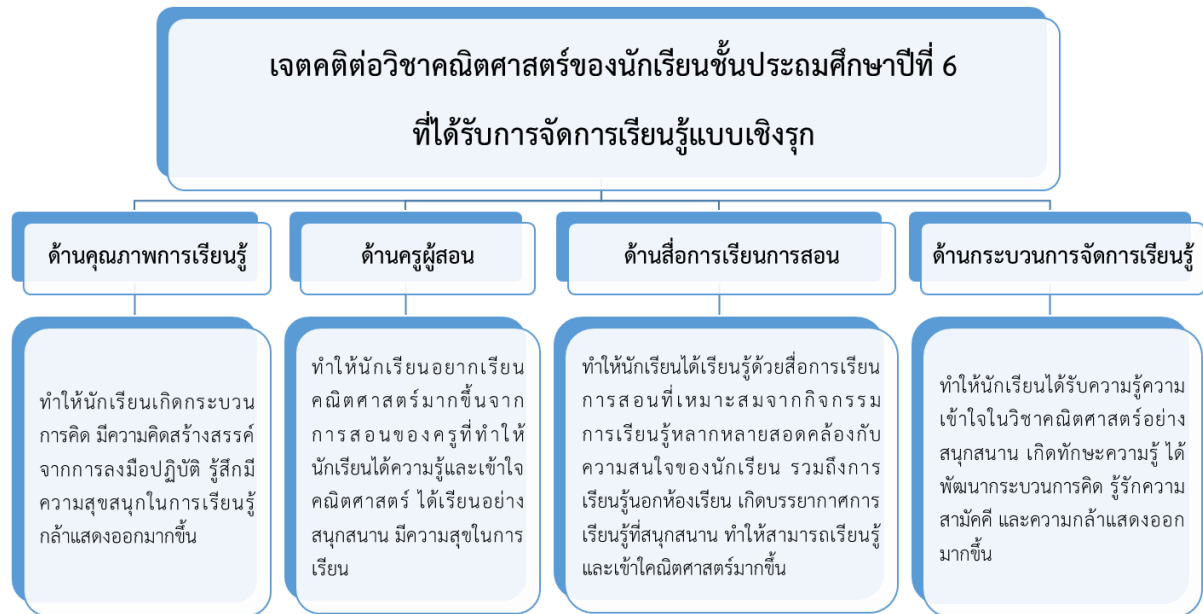 เจตคติต่อวิชาคณิตศาสตร์ของนักเรียนชั้นประถมศึกษาปีที่ 6
ที่ได้รับการจัดการเรียนรู้แบบเชิงรุก
ด้านคุณภาพการเรียนรู้
ทำให้นักเรียนเกิดกระบวน
การคิด มีความคิดสร้างสรรค์
จากการลงมือปฏิบัติ รู้สึกมี
ความสุขสนุกในการเรียนรู้
กล้าแสดงออกมากขึ้น
ด้านครูผู้สอน
ทำให้นักเรียนอยากเรียน
คณิตศาสตร์มากขึ้นจาก
การสอนของครูที่ทำให้
นักเรียนได้ความรู้และเข้าใจ
คณิตศาสตร์ ได้เรียนอย่าง
สนุกสนาน มีความสุขในการ
เรียน
ด้านสื่อการเรียนการสอน
ทำให้นักเรียนได้เรียนรู้ด้วยสื่อการเรียน
การสอนที่เหมาะสมจากกิจกรรม
การเรียนรู้หลากหลายสอดคล้องกับ
ความสนใจของนักเรียน รวมถึงการ
เรียนรู้นอกห้องเรียน เกิดบรรยากาศการ
เรียนรู้ที่สนุกสนาน ทำให้สามารถเรียนรู้
และเข้าใคณิตศาสตร์มากขึ้น
ด้านกระบวนการจัดการเรียนรู้
ทำให้นักเรียนได้รับความรู้ความ
เข้าใจในวิชาคณิตศาสตร์อย่าง
สนุกสนาน เกิดทักษะความรู้ ได้
พัฒนากระบวนการคิด รู้รักความ
สามัคคี และความกล้าแสดงออก
มากขึ้น